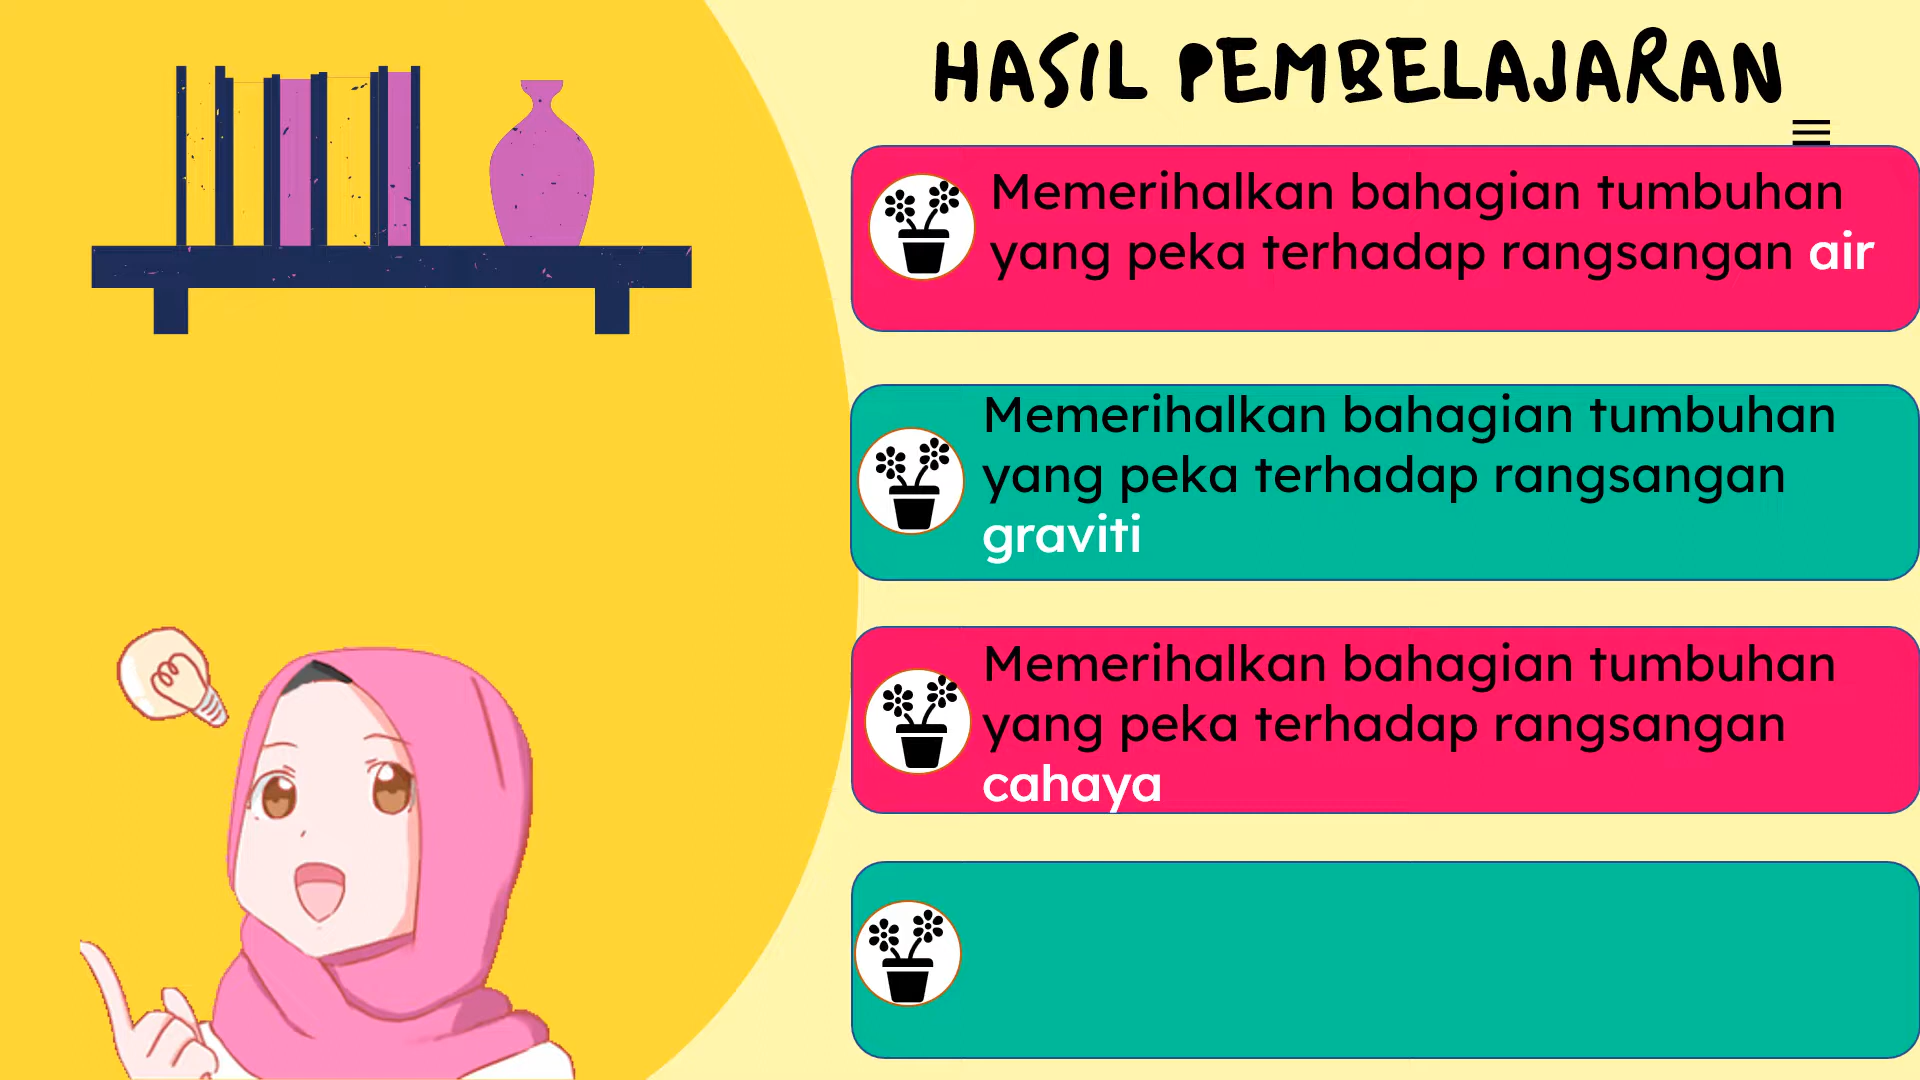 HASIL PEMBELAJARAN
Memerihalkan bahagian tumbuhan
yang peka terhadap rangsangan air
Memerihalkan bahagian tumbuhan
yang peka terhadap rangsangan
graviti
Memerihalkan bahagian tumbuhan
yang peka terhadap rangsangan
cahaya